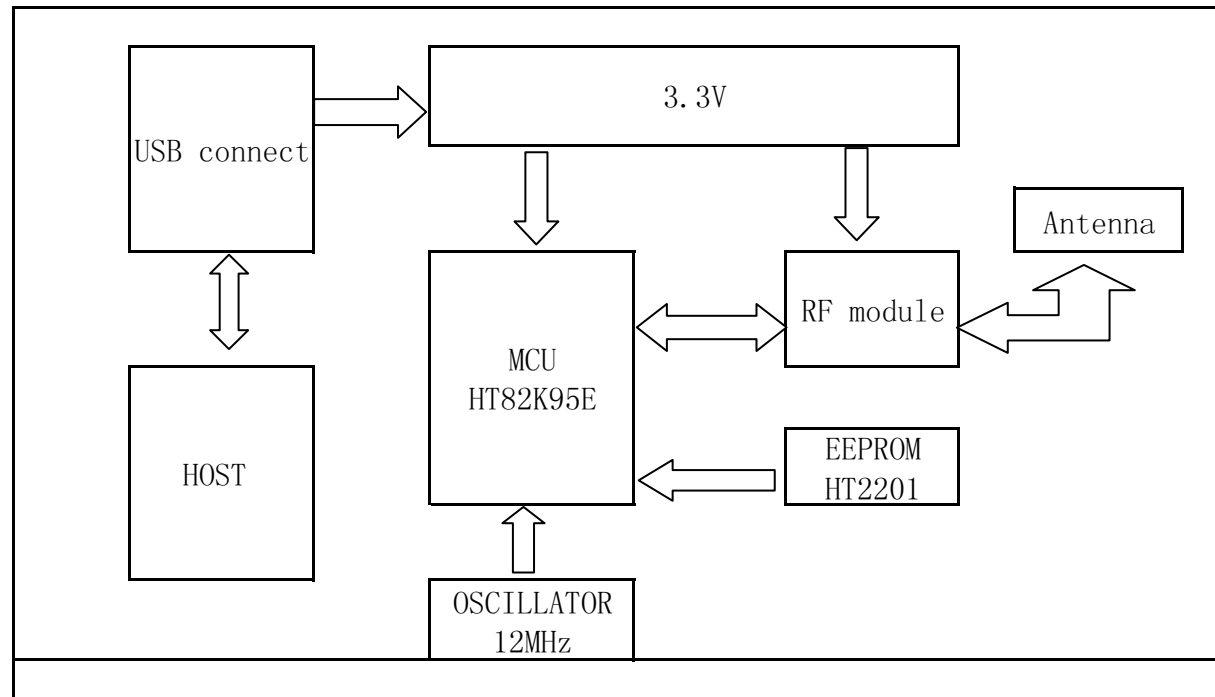 3.3V
USB connect
Antenna
RF module
MCU
HT82K95E
HOST
EEPROM
HT2201
OSCILLATOR
12MHz